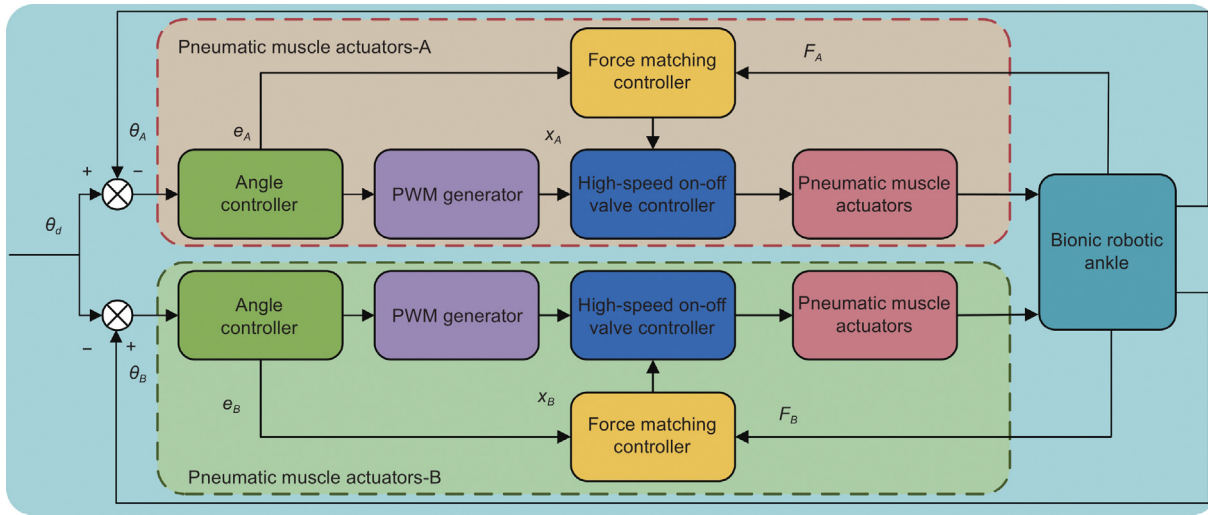 Pneumatic muscle actuators-A
Force matching
controller
F_A
θ_A
e_A
x_A
+
−
Angle
controller
PWM generator
High-speed on-off
valve controller
Pneumatic muscle
actuators
θ_d
Bionic robotic
ankle
Angle
controller
PWM generator
High-speed on-off
valve controller
Pneumatic muscle
actuators
−
+
θ_B
e_B
x_B
Force matching
controller
F_B
Pneumatic muscle actuators-B